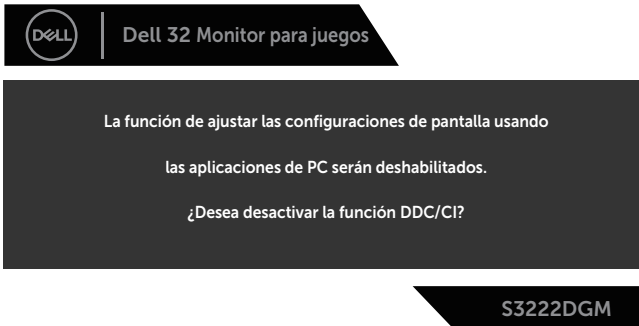 DELL
Dell 32 Monitor para juegos
La función de ajustar las configuraciones de pantalla usando
las aplicaciones de PC serán deshabilitados.
¿Desea desactivar la función DDC/CI?
S3222DGM